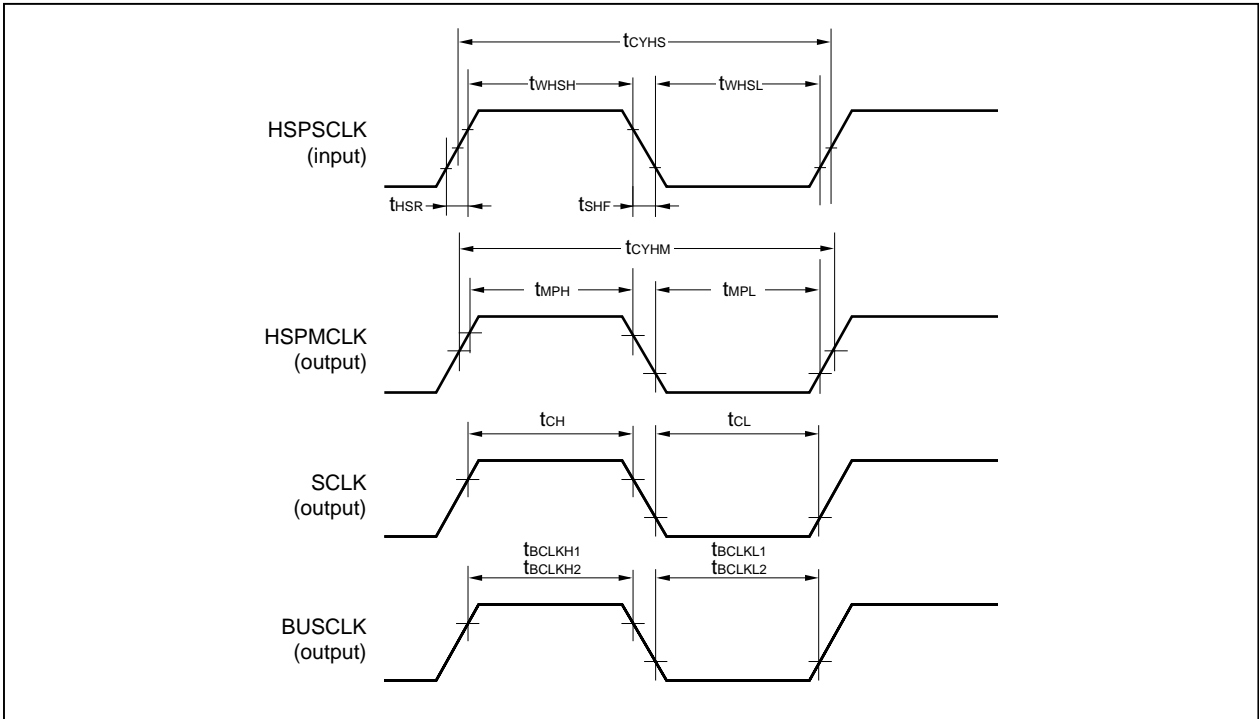 tCYHS
tWHSH
tWHSL
HSPSCLK
(input)
tHSR
tSHF
tCYHM
tMPH
tMPL
HSPMCLK
(output)
tCH
tCL
SCLK
(output)
tBCLKH1
tBCLKL1
tBCLKH2
tBCLKL2
BUSCLK
(output)